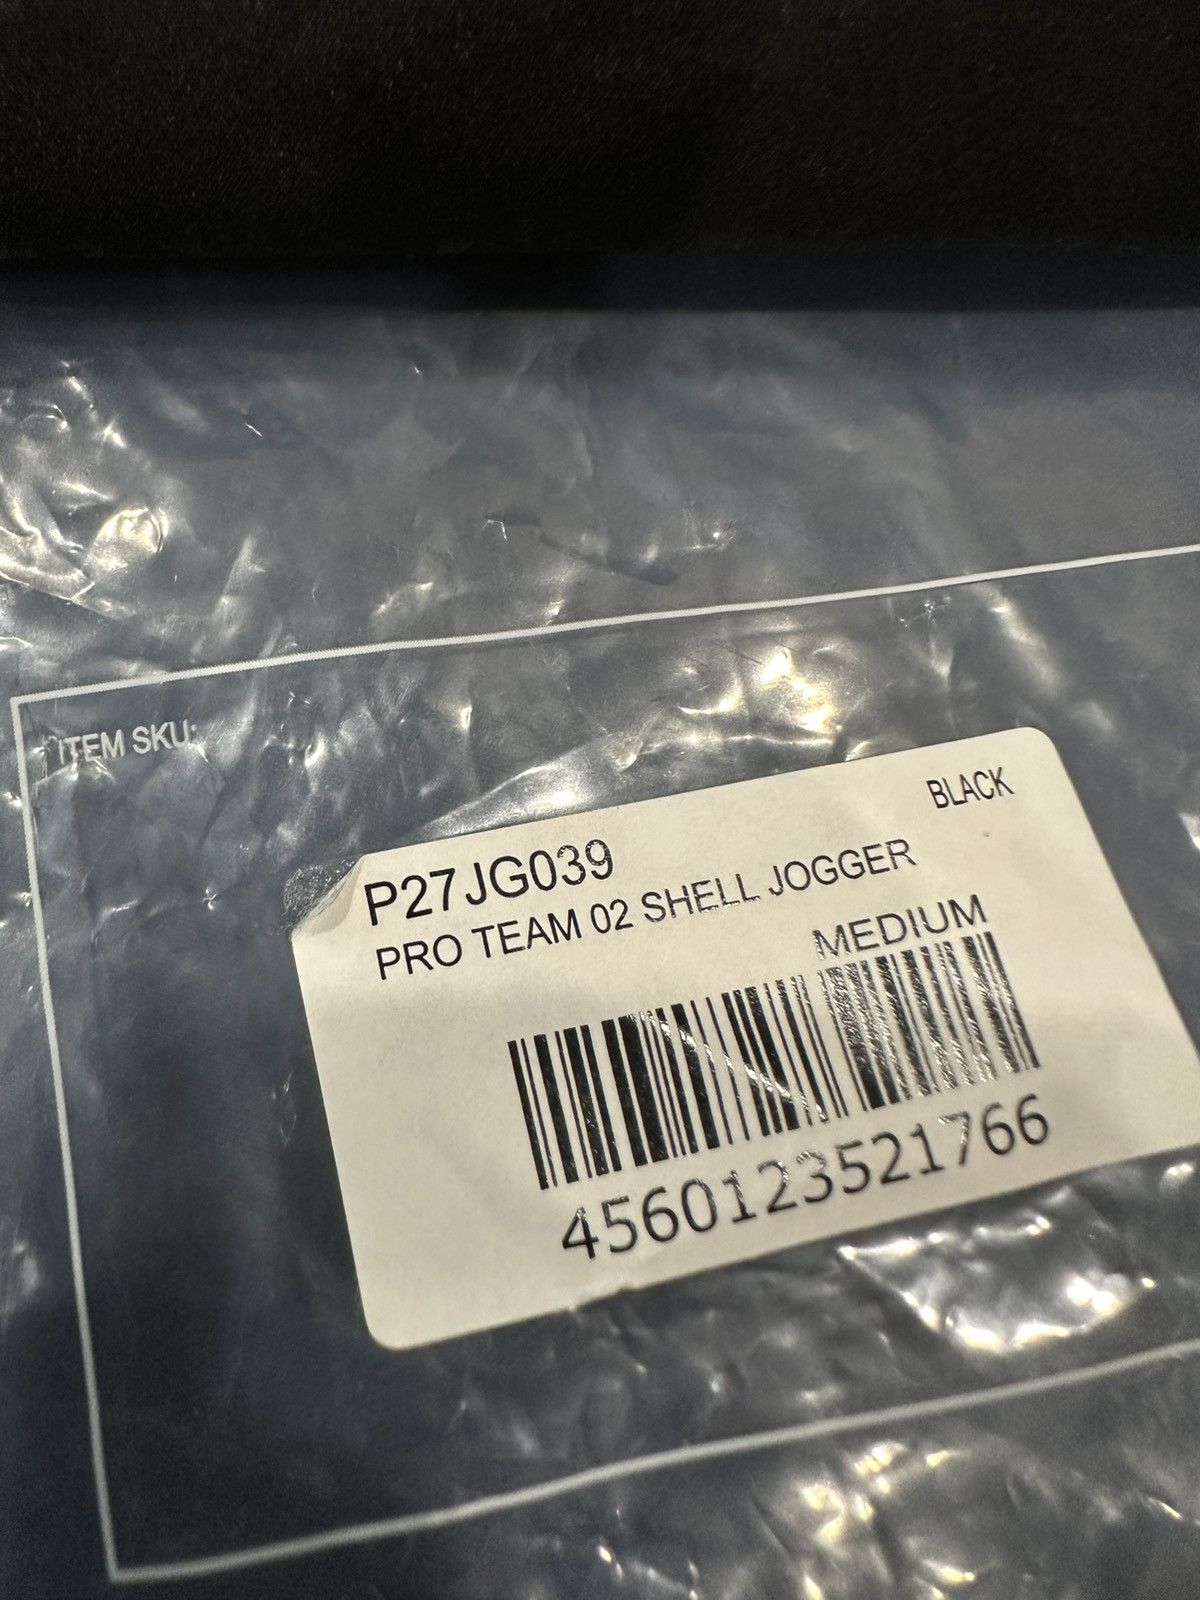 ITEM SKU:
BLACK
P27JG039
PRO TEAM 02 SHELL JOGGER
MEDIUM
4560123521766